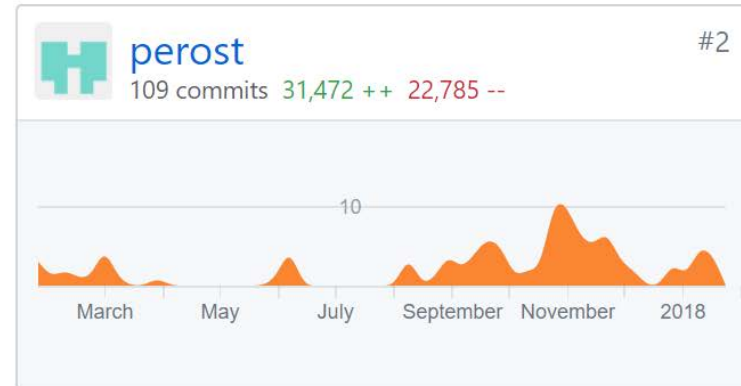 perost
#2
109 commits 31,472 ++ 22,785 --
10
March May July September November 2018